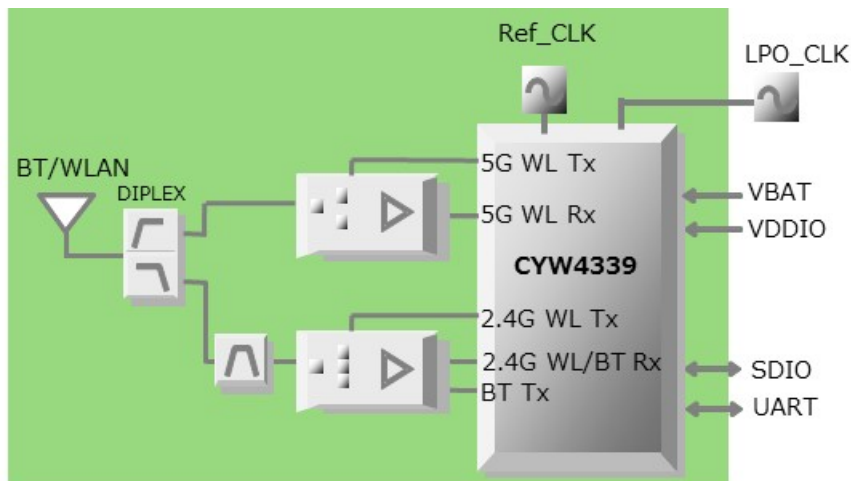 Ref_CLK
LPO_CLK
BT/WLAN
DIPLEX
5G WL Tx
5G WL Rx
VBAT
VDDIO
CYW4339
2.4G WL Tx
2.4G WL/BT Rx
BT Tx
SDIO
UART